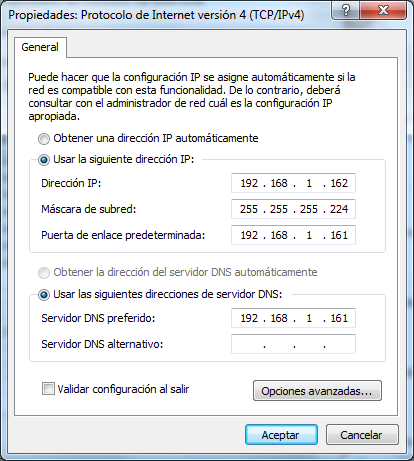 Propiedades: Protocolo de Internet versión 4 (TCP/IPv4)
General
Puede hacer que la configuración IP se asigne automáticamente si la
red es compatible con esta funcionalidad. De lo contrario, deberá
consultar con el administrador de red cuál es la configuración IP
apropiada.
Obtener una dirección IP automáticamente
Usar la siguiente dirección IP:
Dirección IP: 192 . 168 . 1 . 162
Máscara de subred: 255 . 255 . 255 . 224
Puerta de enlace predeterminada: 192 . 168 . 1 . 161
Obtener la dirección del servidor DNS automáticamente
Usar las siguientes direcciones de servidor DNS:
Servidor DNS preferido: 192 . 168 . 1 . 161
Servidor DNS alternativo: . . .
Validar configuración al salir
Opciones avanzadas...
Aceptar Cancelar